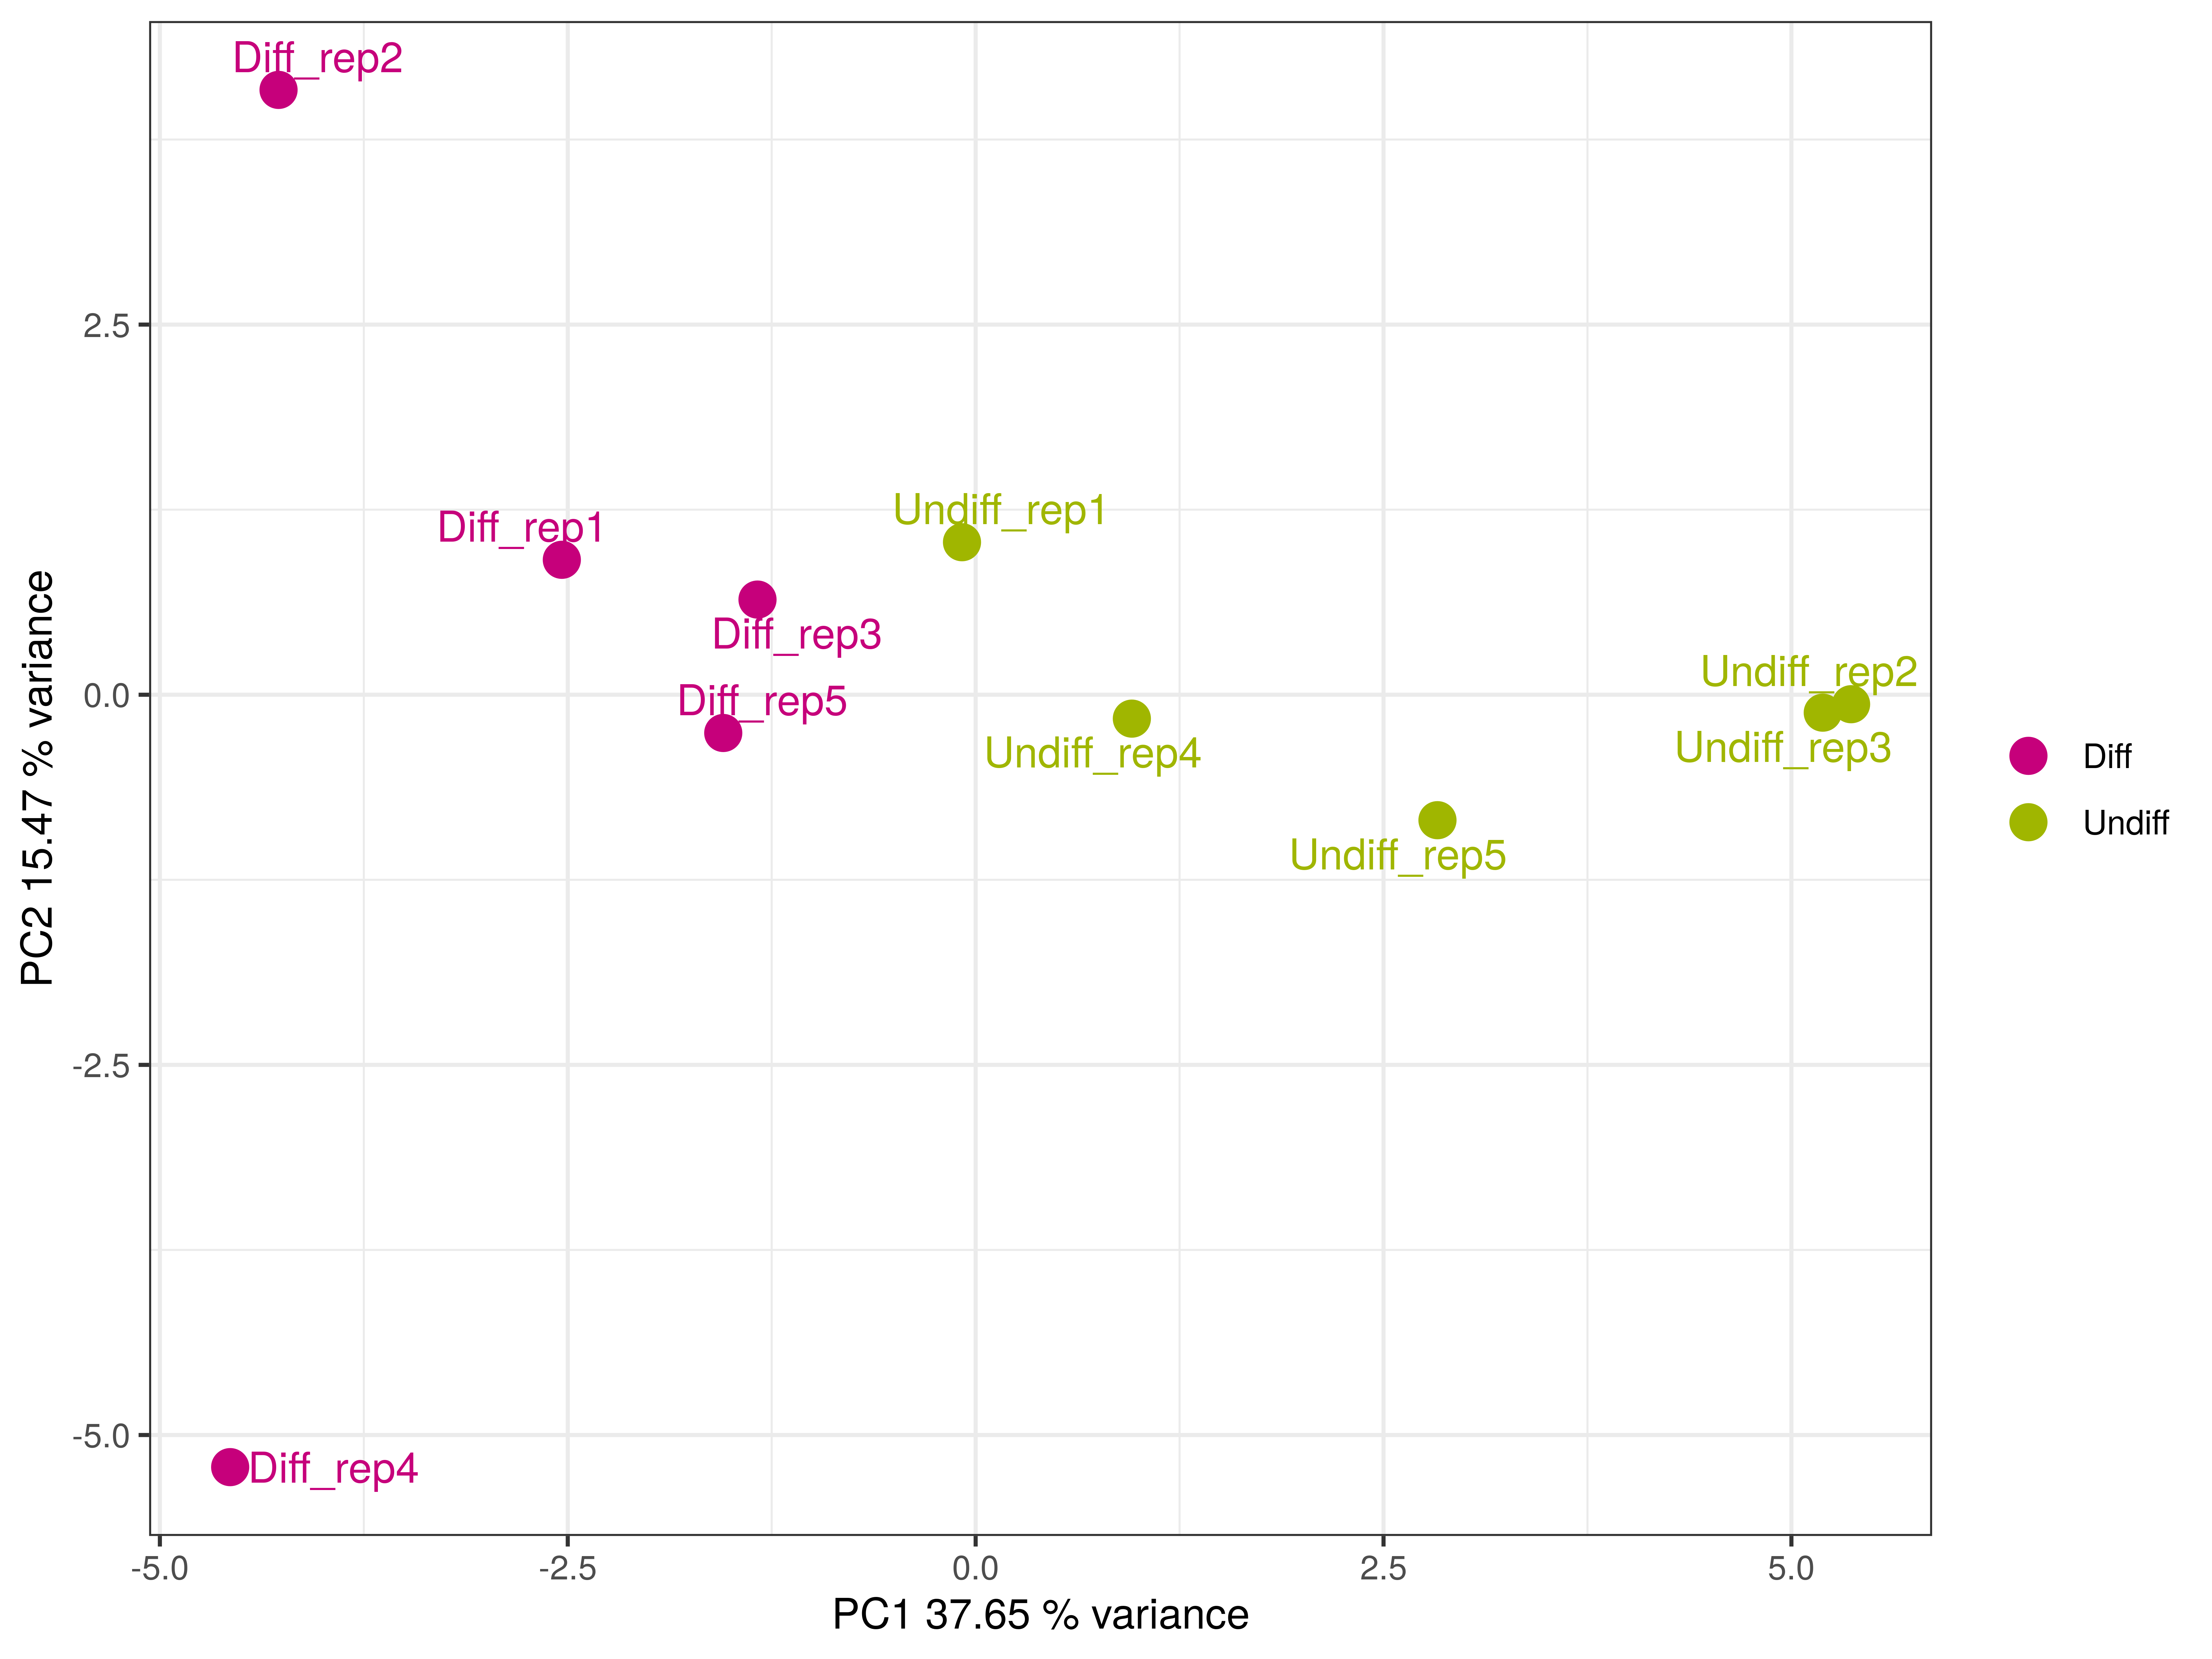 Diff_rep2
2.5
Undiff_rep1
Diff_rep1
Diff_rep3
Undiff_rep2
Diff_rep5
0.0
Undiff_rep4
Undiff_rep3
Undiff_rep5
PC2 15.47 % variance
Diff
Undiff
-2.5
-5.0
Diff_rep4
-5.0
-2.5
0.0
2.5
5.0
PC1 37.65 % variance